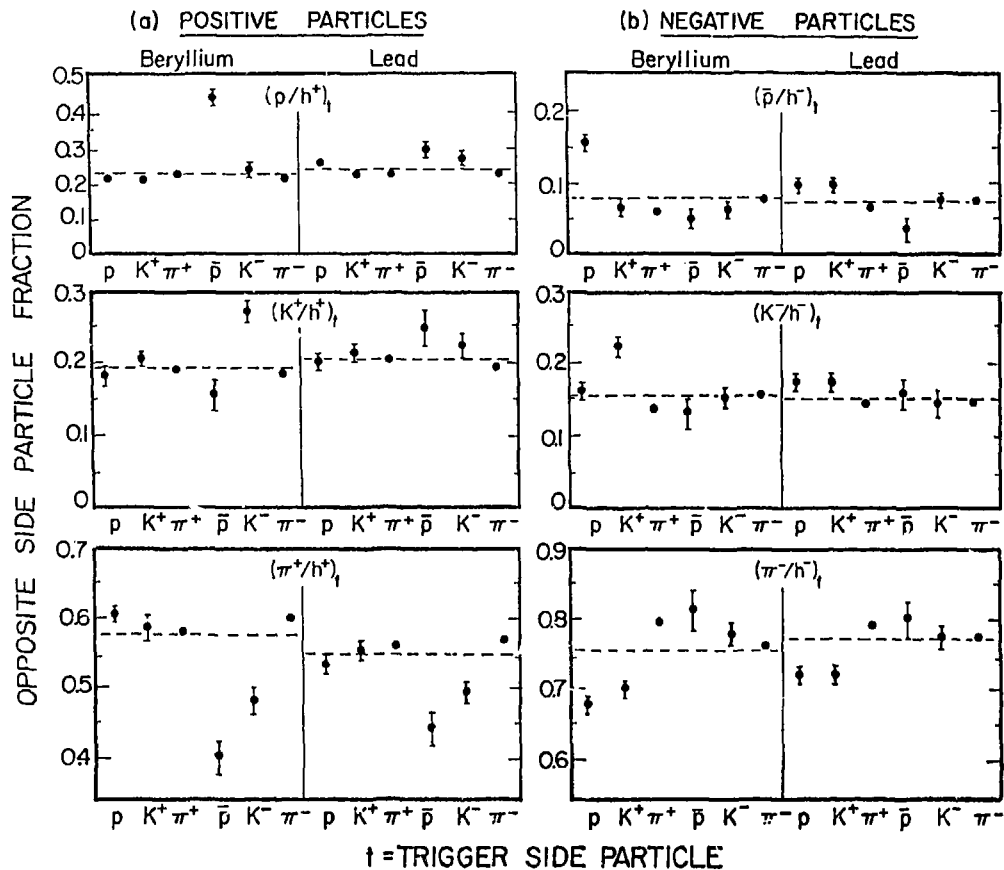 (a) POSITIVE PARTICLES
(b) NEGATIVE PARTICLES
Beryllium Lead
Beryllium Lead
OPPOSITE SIDE PARTICLE FRACTION
0.5
0.4
0.3
0.2
0.1
0
(p/h⁺)ₜ
p K⁺ π⁺ p̄ K⁻ π⁻ p K⁺ π⁺ p̄ K⁻ π⁻
0.2
0.1
0
(p̄/h⁻)ₜ
p K⁺ π⁺ p̄ K⁻ π⁻ p K⁺ π⁺ p̄ K⁻ π⁻
0.3
0.2
0.1
0
(K⁺/h⁺)ₜ
p K⁺ π⁺ p̄ K⁻ π⁻ p K⁺ π⁺ p̄ K⁻ π⁻
0.3
0.2
0.1
0
(K⁻/h⁻)ₜ
p K⁺ π⁺ p̄ K⁻ π⁻ p K⁺ π⁺ p̄ K⁻ π⁻
0.7
0.6
0.5
0.4
(π⁺/h⁺)ₜ
p K⁺ π⁺ p̄ K⁻ π⁻ p K⁺ π⁺ p̄ K⁻ π⁻
0.9
0.8
0.7
0.6
(π⁻/h⁻)ₜ
p K⁺ π⁺ p̄ K⁻ π⁻ p K⁺ π⁺ p̄ K⁻ π⁻
t = TRIGGER SIDE PARTICLE